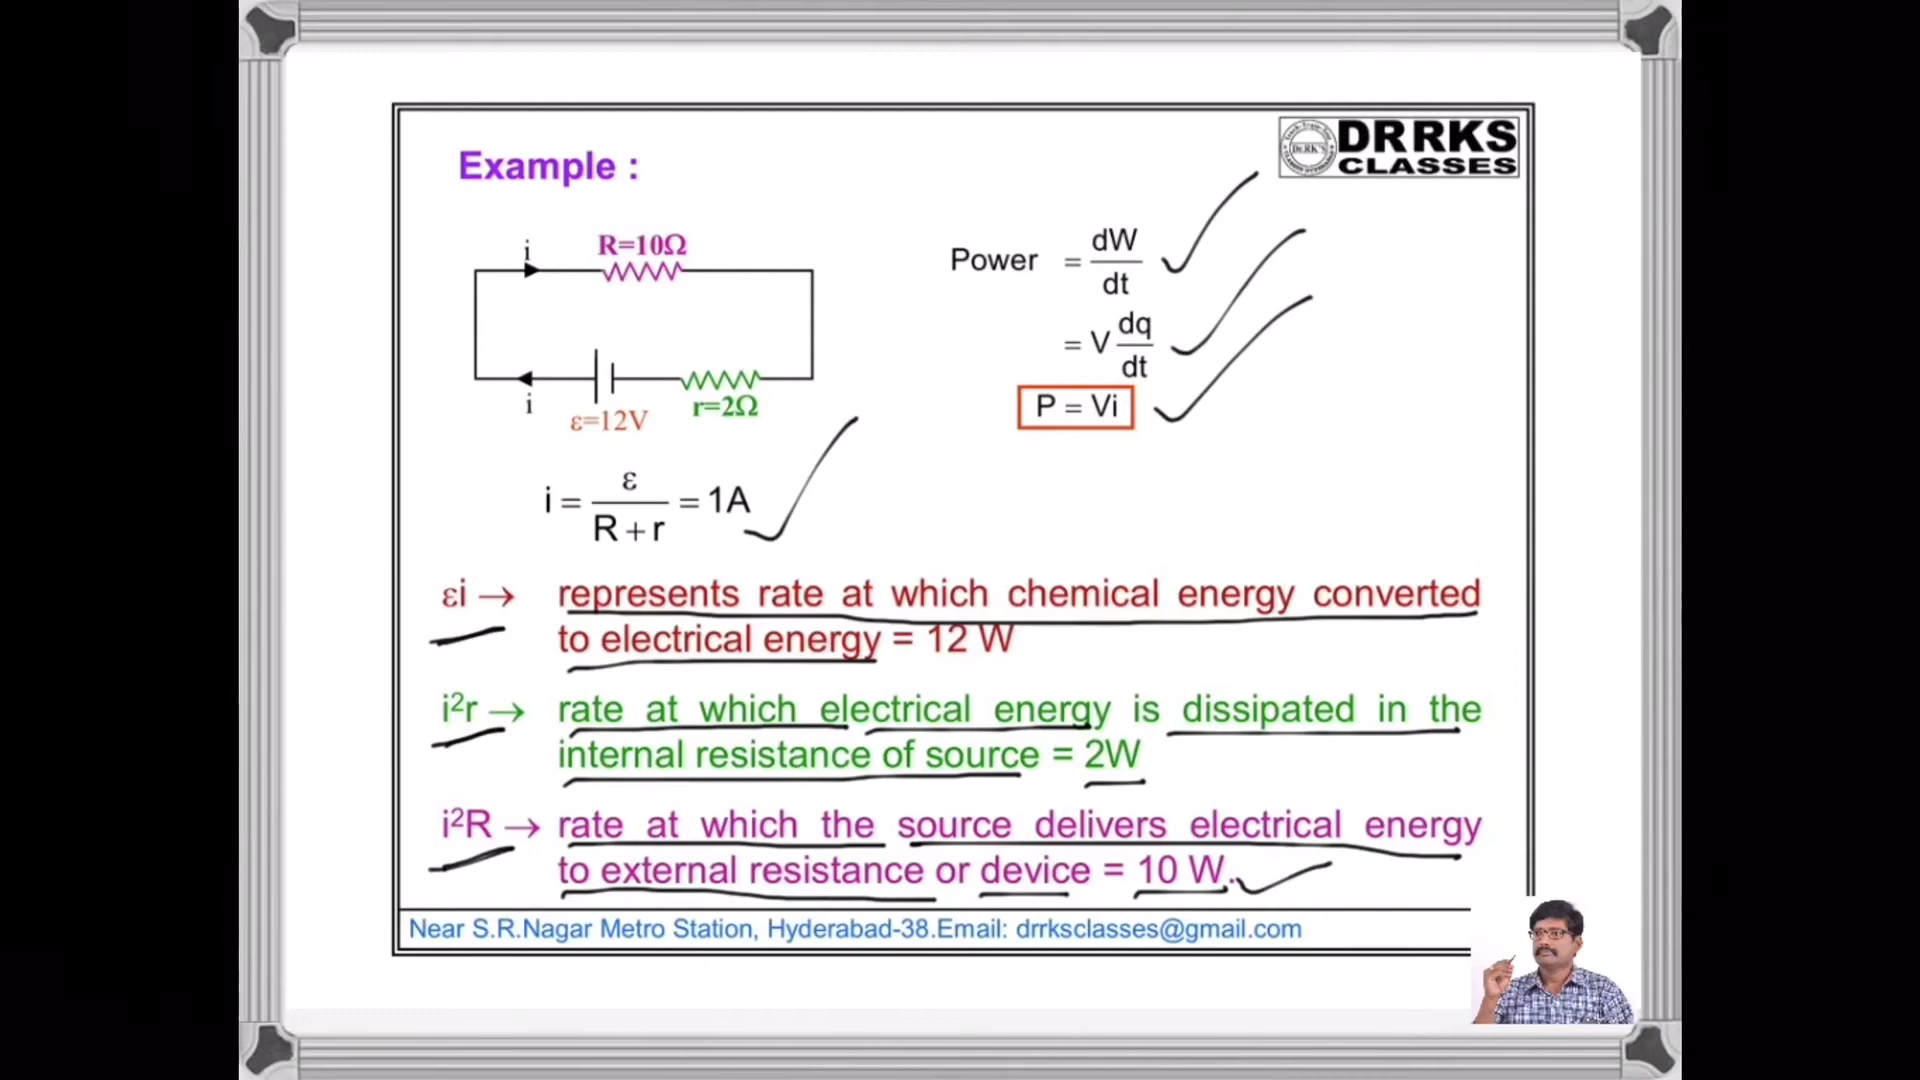 DRRKS
CLASSES
Dr.RK'S
Example :
R=10Ω
i
i
ε=12V
r=2Ω
Power = dW/dt
= V dq/dt
P = Vi
i = ε/(R+r) = 1A
εi → represents rate at which chemical energy converted
to electrical energy = 12 W
i²r → rate at which electrical energy is dissipated in the
internal resistance of source = 2W
i²R → rate at which the source delivers electrical energy
to external resistance or device = 10 W.
Near S.R.Nagar Metro Station, Hyderabad-38.Email: drrksclasses@gmail.com